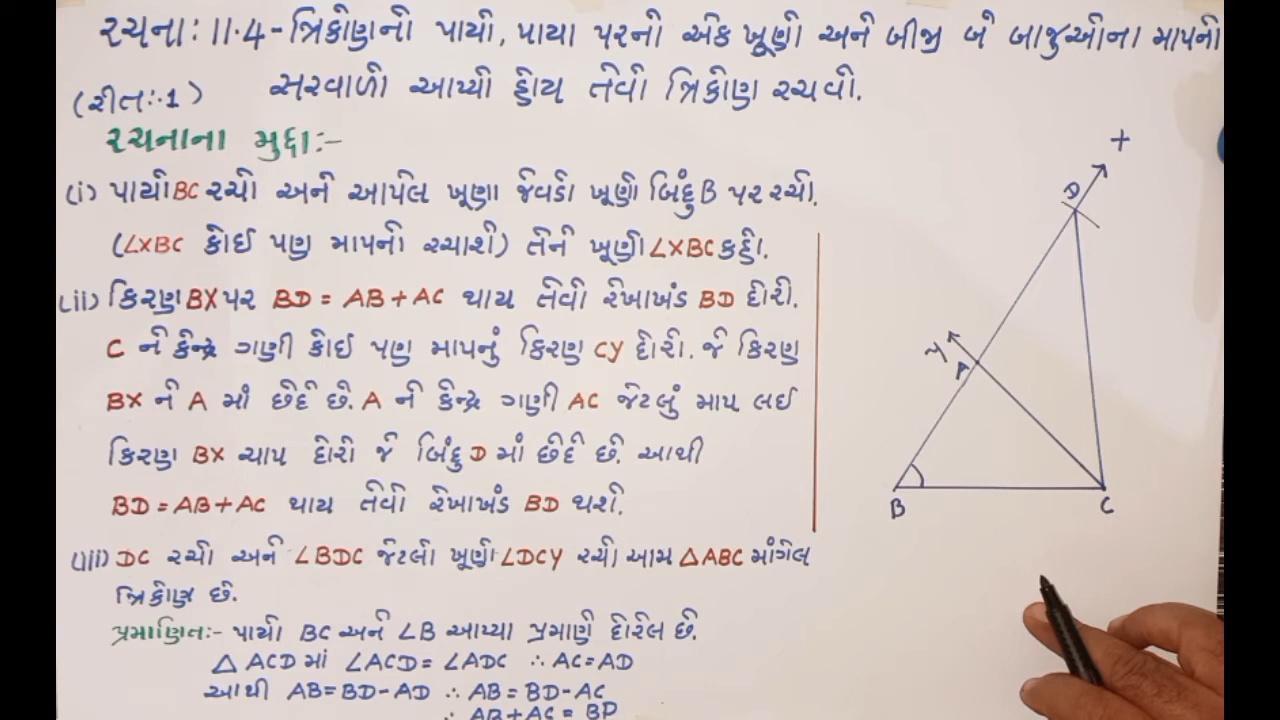 રચના: 11.4 - ત્રિકોણનો પાયો, પાયા પરનો એક ખૂણો અને બીજી બે બાજુઓના માપનો
(રીત:-1) સરવાળો આપ્યો હોય તેવો ત્રિકોણ રચવો.
રચનાના મુદ્દા:-
(i) પાયો BC રચો અને આપેલ ખૂણા જેવડો ખૂણો બિંદુ B પર રચો.
(∠XBC કોઈ પણ માપનો રચાશે) તેને ખૂણો ∠XBC કહો.
(ii) કિરણ BX પર BD = AB + AC થાય તેવો રેખાખંડ BD દોરો.
C ને કેન્દ્ર ગણી કોઈ પણ માપનું કિરણ CY દોરો. જે કિરણ
BX ને A માં છેદે છે. A ને કેન્દ્ર ગણી AC જેટલું માપ લઈ
કિરણ BX ચાપ દોરો જે બિંદુ D માં છેદે છે. આથી
BD = AB + AC થાય તેવો રેખાખંડ BD થશે.
(iii) DC રચો અને ∠BDC જેટલો ખૂણો ∠DCY રચો આમ △ABC માંગેલ
ત્રિકોણ છે.
પ્રમાણિત:- પાયો BC અને ∠B આપ્યા પ્રમાણે દોરેલ છે.
△ ACD માં ∠ACD = ∠ADC ∴ AC = AD
આથી AB = BD - AD ∴ AB = BD - AC
∴ AB + AC = BD
X
D
Y
A
B
C